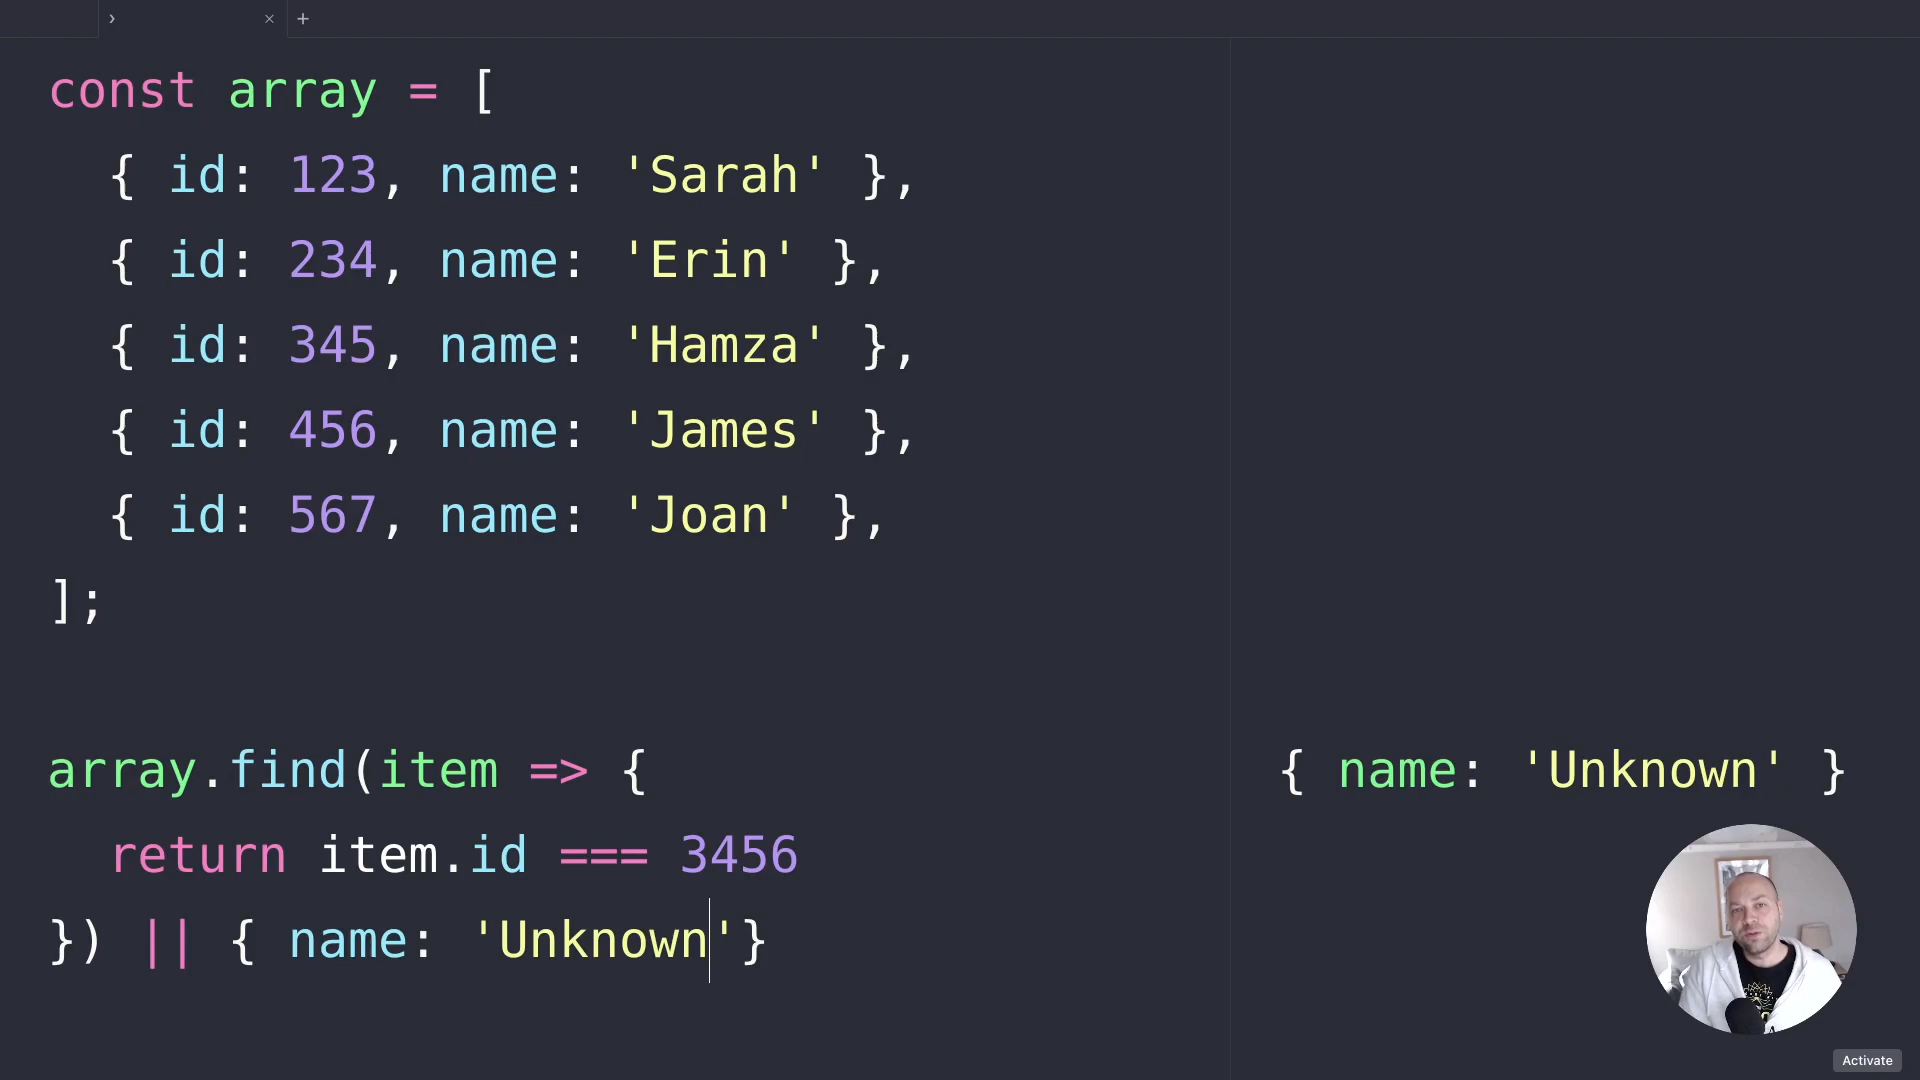 const array = [
{ id: 123, name: 'Sarah' },
{ id: 234, name: 'Erin' },
{ id: 345, name: 'Hamza' },
{ id: 456, name: 'James' },
{ id: 567, name: 'Joan' },
];
array.find(item => {
return item.id === 3456
}) || { name: 'Unknown'}
{ name: 'Unknown' }
Activate